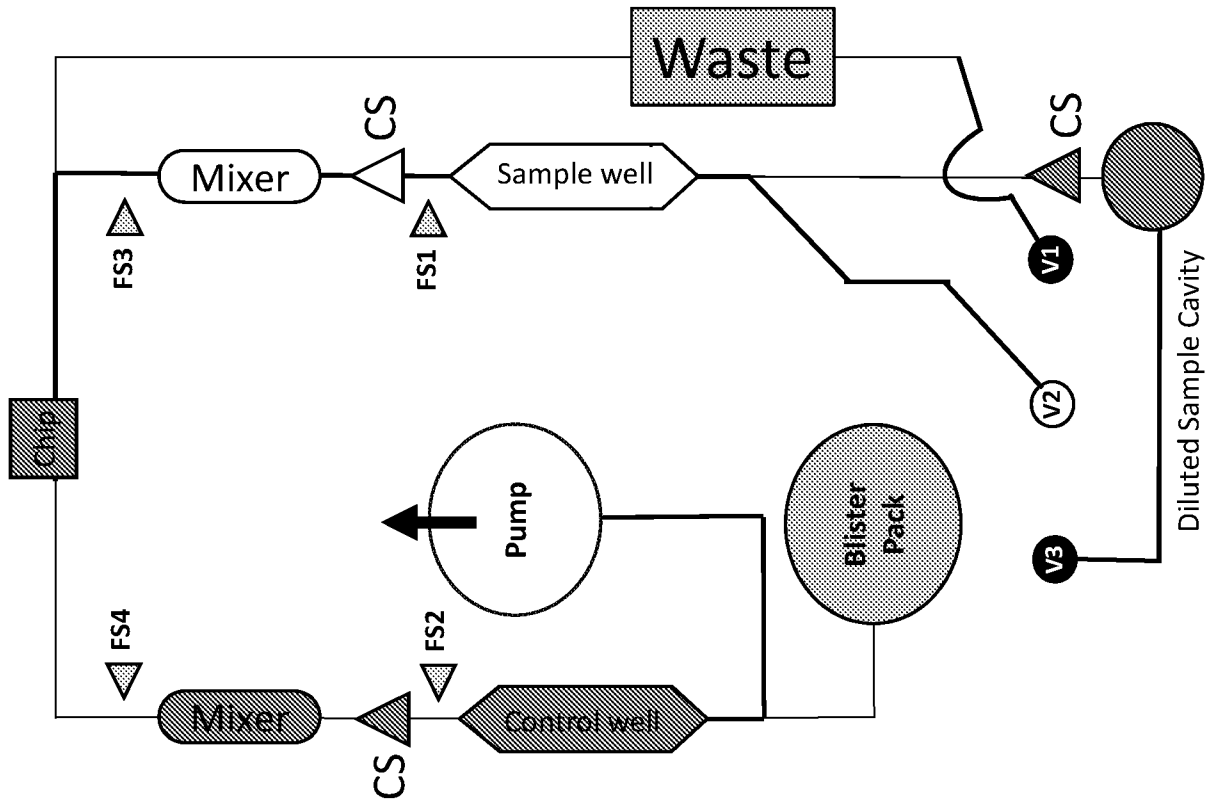 Waste
CS
CS
Mixer
Sample well
FS3
FS1
V1
Chip
V2
Diluted Sample Cavity
Pump
Blister
Pack
V3
FS4
FS2
Mixer
Control well
CS